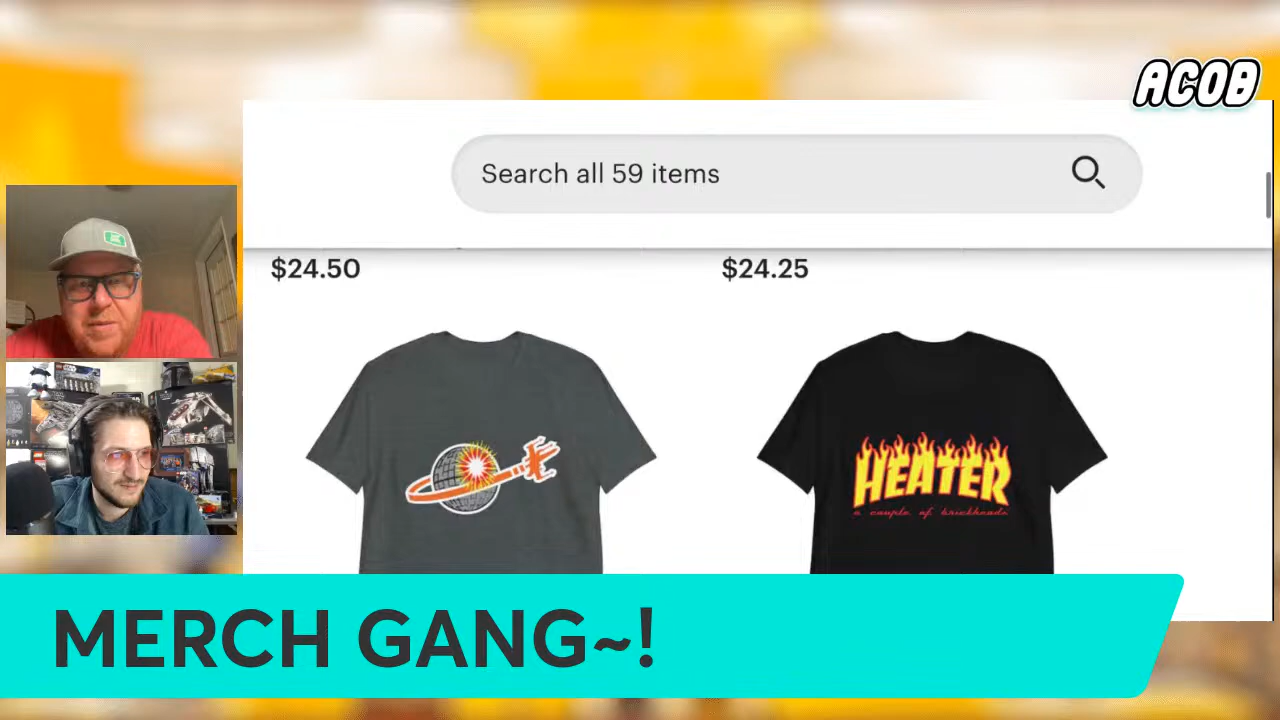 ACOB
Search all 59 items
$24.50
$24.25
HEATER
a couple of brickheads
MERCH GANG~!